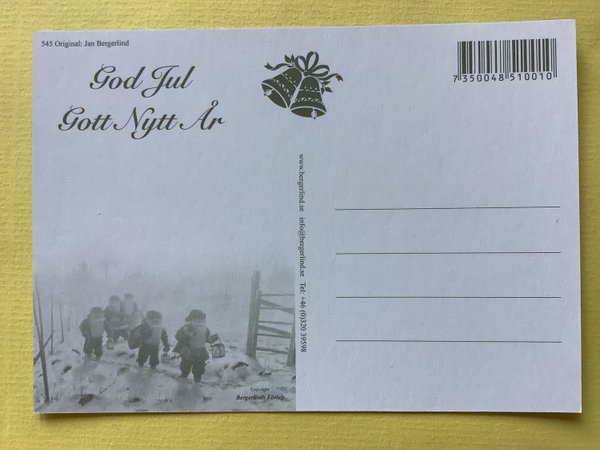 545 Original: Jan Bergerlind
God Jul
Gott Nytt År
7 350048 510010
www.bergerlind.se info@bergerlind.se Tel: +46 (0)320 39598
Copyright
Bergerlinds Förlag